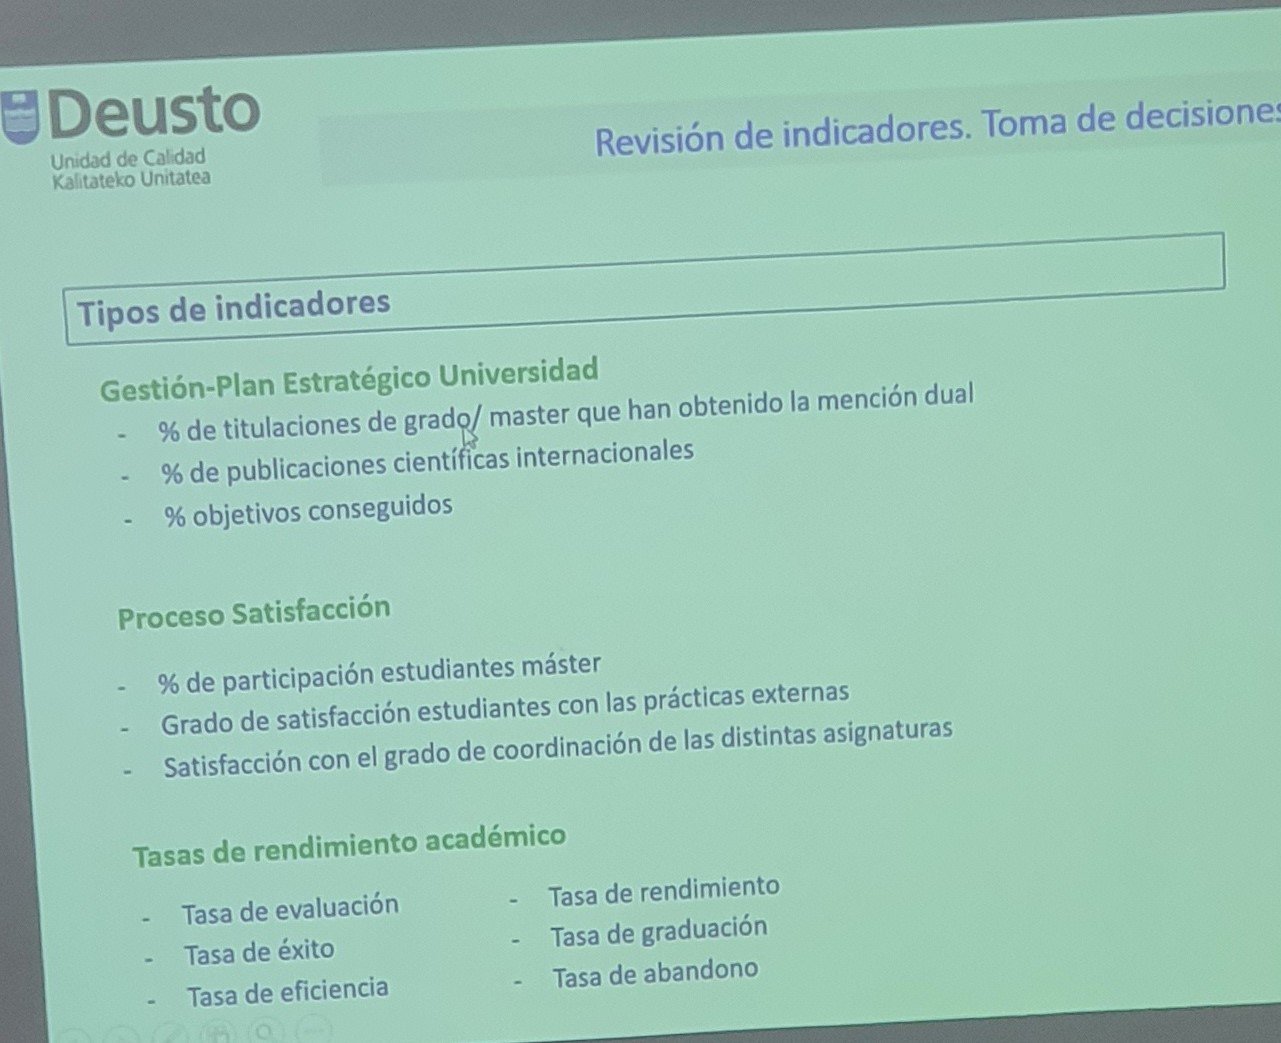 Deusto
Unidad de Calidad
Kalitateko Unitatea
Revisión de indicadores. Toma de decisiones
Tipos de indicadores
Gestión-Plan Estratégico Universidad
- % de titulaciones de grado/ master que han obtenido la mención dual
- % de publicaciones científicas internacionales
- % objetivos conseguidos
Proceso Satisfacción
- % de participación estudiantes máster
- Grado de satisfacción estudiantes con las prácticas externas
- Satisfacción con el grado de coordinación de las distintas asignaturas
Tasas de rendimiento académico
- Tasa de evaluación
- Tasa de éxito
- Tasa de eficiencia
- Tasa de rendimiento
- Tasa de graduación
- Tasa de abandono